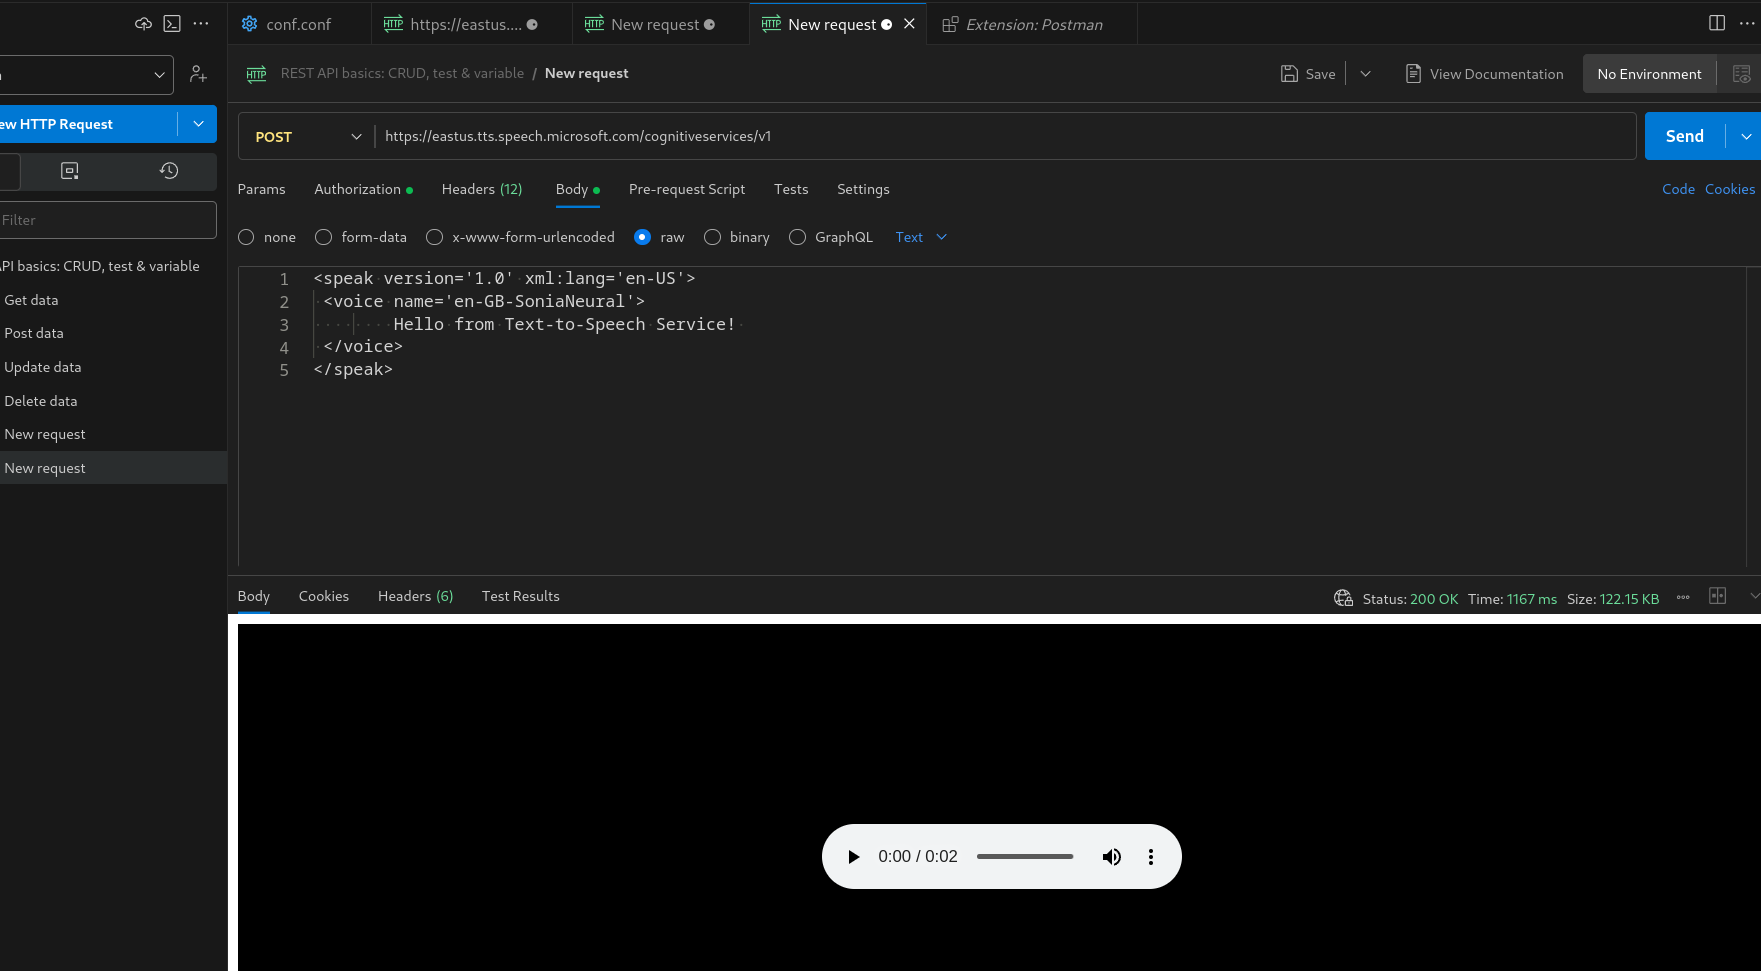 conf.conf
https://eastus....
New request
New request
Extension: Postman
REST API basics: CRUD, test & variable / New request
Save
View Documentation
No Environment
ew HTTP Request
POST
https://eastus.tts.speech.microsoft.com/cognitiveservices/v1
Send
Params
Authorization
Headers (12)
Body
Pre-request Script
Tests
Settings
Code
Cookies
Filter
none
form-data
x-www-form-urlencoded
raw
binary
GraphQL
Text
PI basics: CRUD, test & variable
Get data
Post data
Update data
Delete data
New request
New request
1 <speak version='1.0' xml:lang='en-US'>
2 <voice name='en-GB-SoniaNeural'>
3 Hello from Text-to-Speech Service!
4 </voice>
5 </speak>
Body
Cookies
Headers (6)
Test Results
Status: 200 OK
Time: 1167 ms
Size: 122.15 KB
0:00 / 0:02